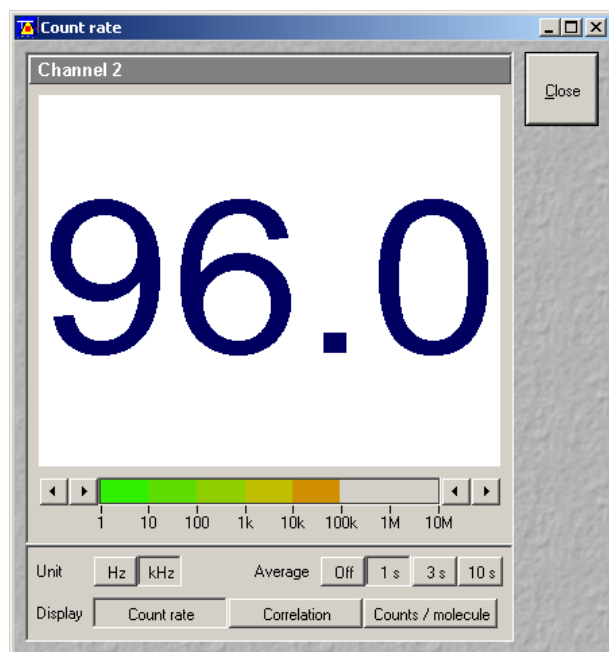 Count rate
Channel 2
Close
96.0
1 10 100 1k 10k 100k 1M 10M
Unit Hz kHz Average Off 1 s 3 s 10 s
Display Count rate Correlation Counts / molecule